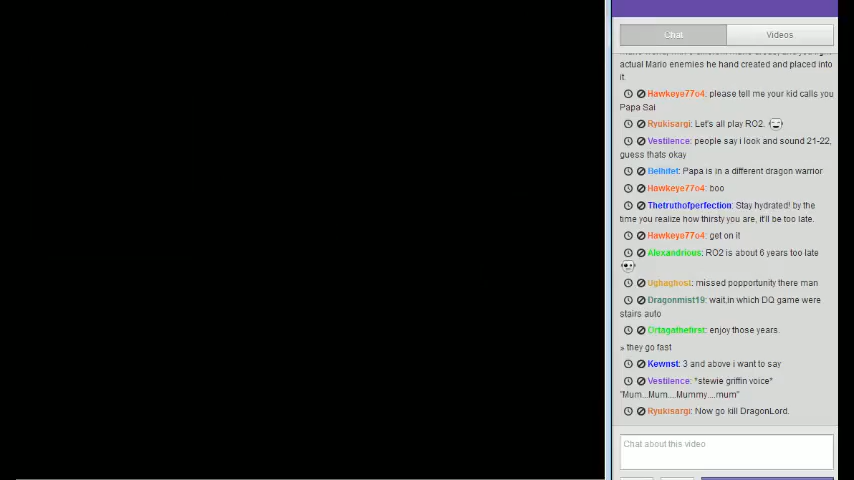 Chat
Videos
actual Mario enemies he hand created and placed into
it.
Hawkeye77o4: please tell me your kid calls you
Papa Sai
Ryukisargi: Let's all play RO2.
Vestilence: people say i look and sound 21-22,
guess thats okay
Belhifet: Papa is in a different dragon warrior
Hawkeye77o4: boo
Thetruthofperfection: Stay hydrated! by the
time you realize how thirsty you are, it'll be too late.
Hawkeye77o4: get on it
Alexandrious: RO2 is about 6 years too late
Ughaghost: missed popportunity there man
Dragonmist19: wait,in which DQ game were
stairs auto
Ortagathefirst: enjoy those years.
> they go fast
Kewnst: 3 and above i want to say
Vestilence: *stewie griffin voice*
"Mum...Mum....Mummy....mum"
Ryukisargi: Now go kill DragonLord.
Chat about this video